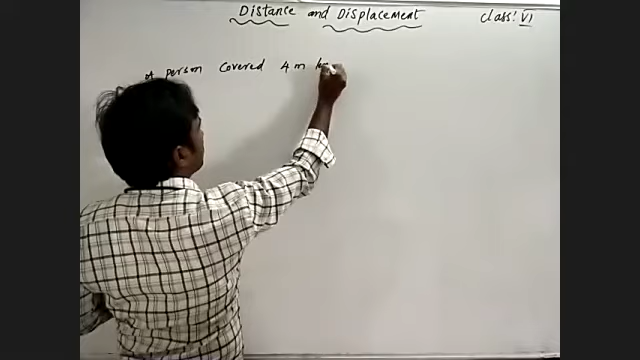 Distance and Displacement
Class: VI
A person Covered 4 m